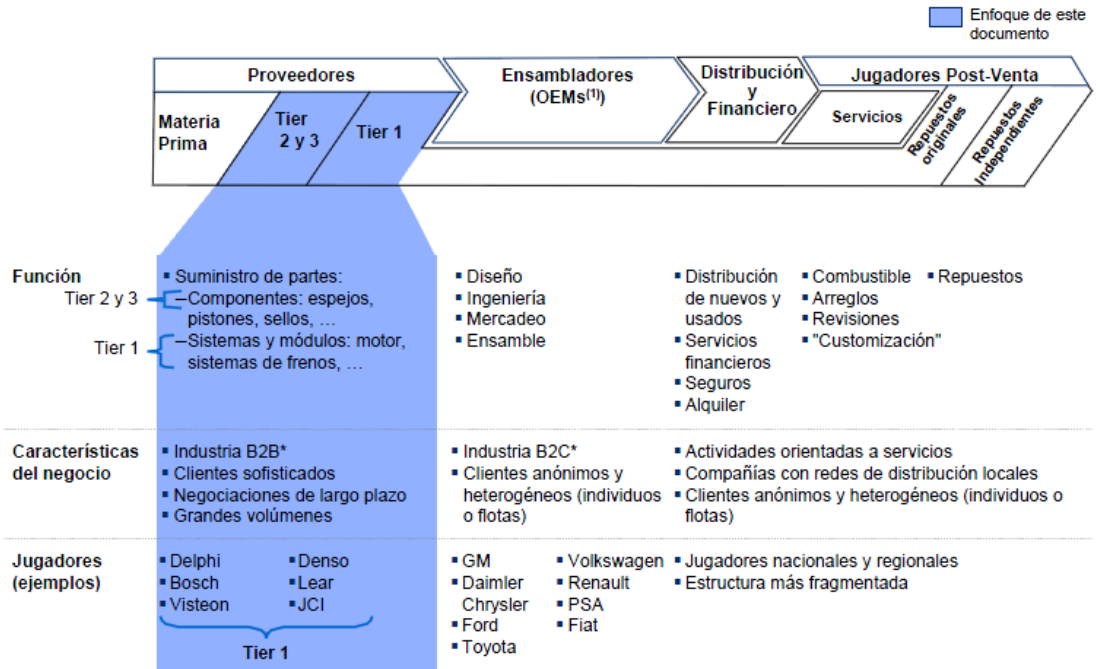 Enfoque de este
documento
Proveedores
Ensambladores
(OEMs(1))
Distribución
y
Financiero
Jugadores Post-Venta
Materia
Prima
Tier
2 y 3
Tier 1
Servicios
Repuestos
originales
Repuestos
Independientes
Función
Tier 2 y 3
Tier 1
▪ Suministro de partes:
–Componentes: espejos,
pistones, sellos, ...
–Sistemas y módulos: motor,
sistemas de frenos, ...
▪ Diseño
▪ Ingeniería
▪ Mercadeo
▪ Ensamble
▪ Distribución
de nuevos y
usados
▪ Servicios
financieros
▪ Seguros
▪ Alquiler
▪ Combustible
▪ Arreglos
▪ Revisiones
▪ "Customización"
▪ Repuestos
Características
del negocio
▪ Industria B2B*
▪ Clientes sofisticados
▪ Negociaciones de largo plazo
▪ Grandes volúmenes
▪ Industria B2C*
▪ Clientes anónimos y
heterogéneos (individuos
o flotas)
▪ Actividades orientadas a servicios
▪ Compañías con redes de distribución locales
▪ Clientes anónimos y heterogéneos (individuos o
flotas)
Jugadores
(ejemplos)
▪ Delphi
▪ Bosch
▪ Visteon
▪ Denso
▪ Lear
▪ JCI
Tier 1
▪ GM
▪ Daimler
Chrysler
▪ Ford
▪ Toyota
▪ Volkswagen
▪ Renault
▪ PSA
▪ Fiat
▪ Jugadores nacionales y regionales
▪ Estructura más fragmentada